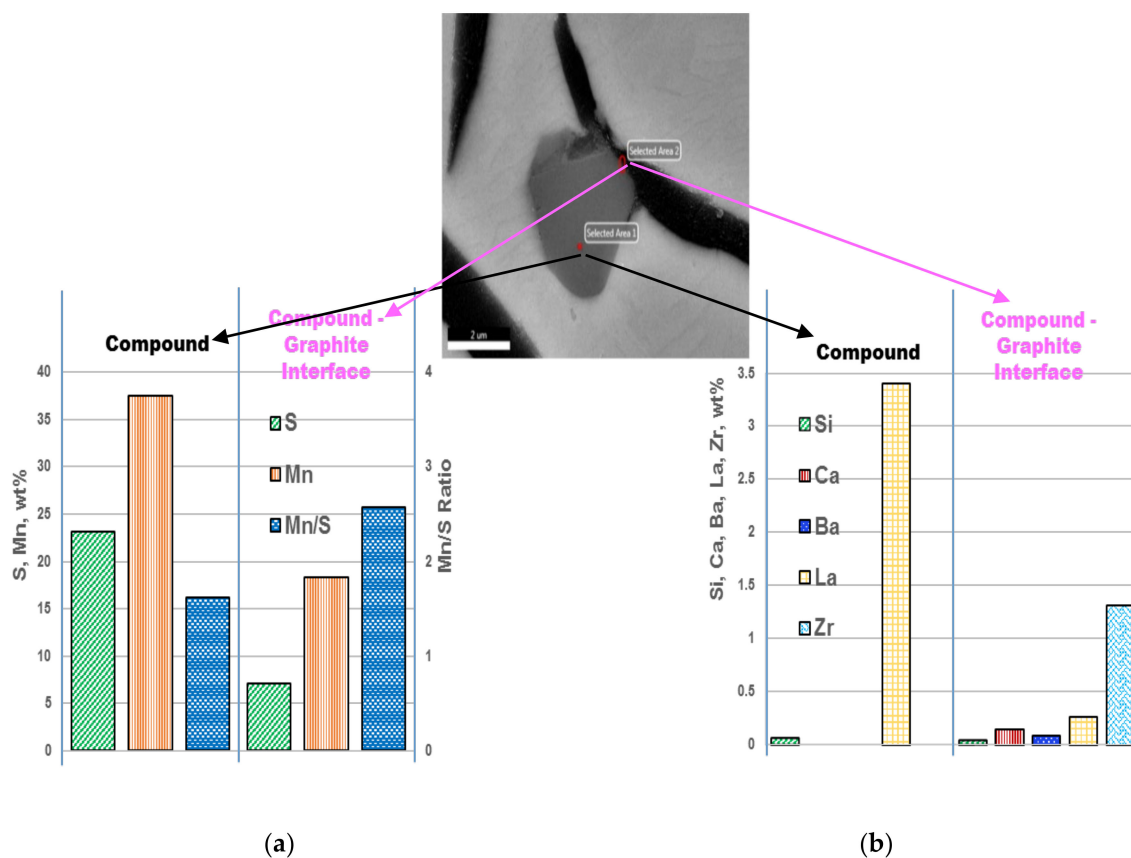 Selected Area 2
Selected Area 1
2 um
Compound
Compound -
Graphite
Interface
S, Mn, wt%
40
35
30
25
20
15
10
5
0
S
Mn
Mn/S
4
3
2
1
0
Mn/S Ratio
(a)
Compound
Compound -
Graphite
Interface
Si, Ca, Ba, La, Zr, wt%
3.5
3
2.5
2
1.5
1
0.5
0
Si
Ca
Ba
La
Zr
(b)